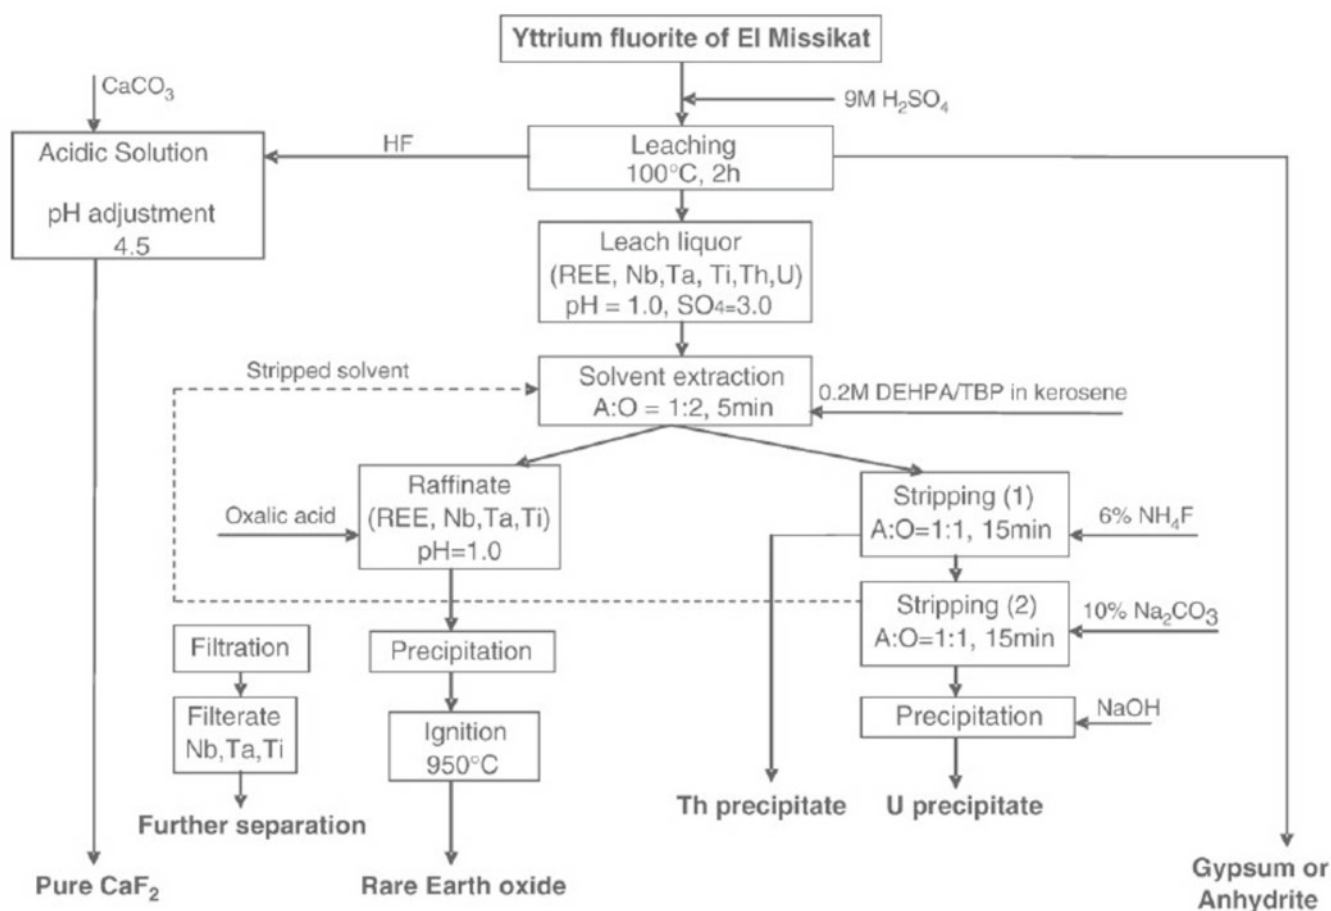 Yttrium fluorite of El Missikat
CaCO₃
9M H₂SO₄
Acidic Solution
pH adjustment
4.5
HF
Leaching
100°C, 2h
Leach liquor
(REE, Nb,Ta, Ti,Th,U)
pH = 1.0, SO₄=3.0
Stripped solvent
Solvent extraction
A:O = 1:2, 5min
0.2M DEHPA/TBP in kerosene
Oxalic acid
Raffinate
(REE, Nb,Ta,Ti)
pH=1.0
Stripping (1)
A:O=1:1, 15min
6% NH₄F
Stripping (2)
A:O=1:1, 15min
10% Na₂CO₃
Filtration
Precipitation
Precipitation
NaOH
Filterate
Nb,Ta,Ti
Ignition
950°C
Th precipitate
U precipitate
Further separation
Pure CaF₂
Rare Earth oxide
Gypsum or
Anhydrite